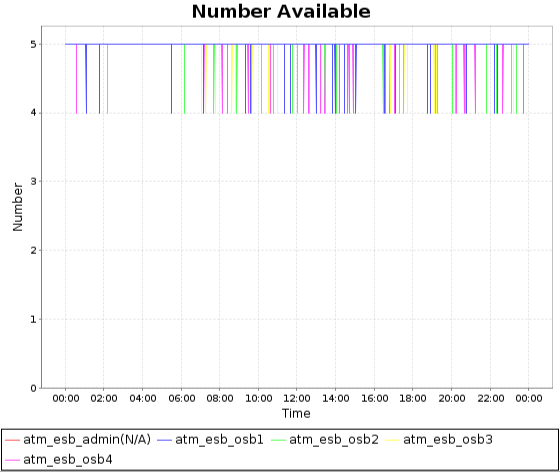 Number Available
5
4
3
2
1
0
Number
00:00 02:00 04:00 06:00 08:00 10:00 12:00 14:00 16:00 18:00 20:00 22:00 00:00
Time
atm_esb_admin(N/A) atm_esb_osb1 atm_esb_osb2 atm_esb_osb3
atm_esb_osb4